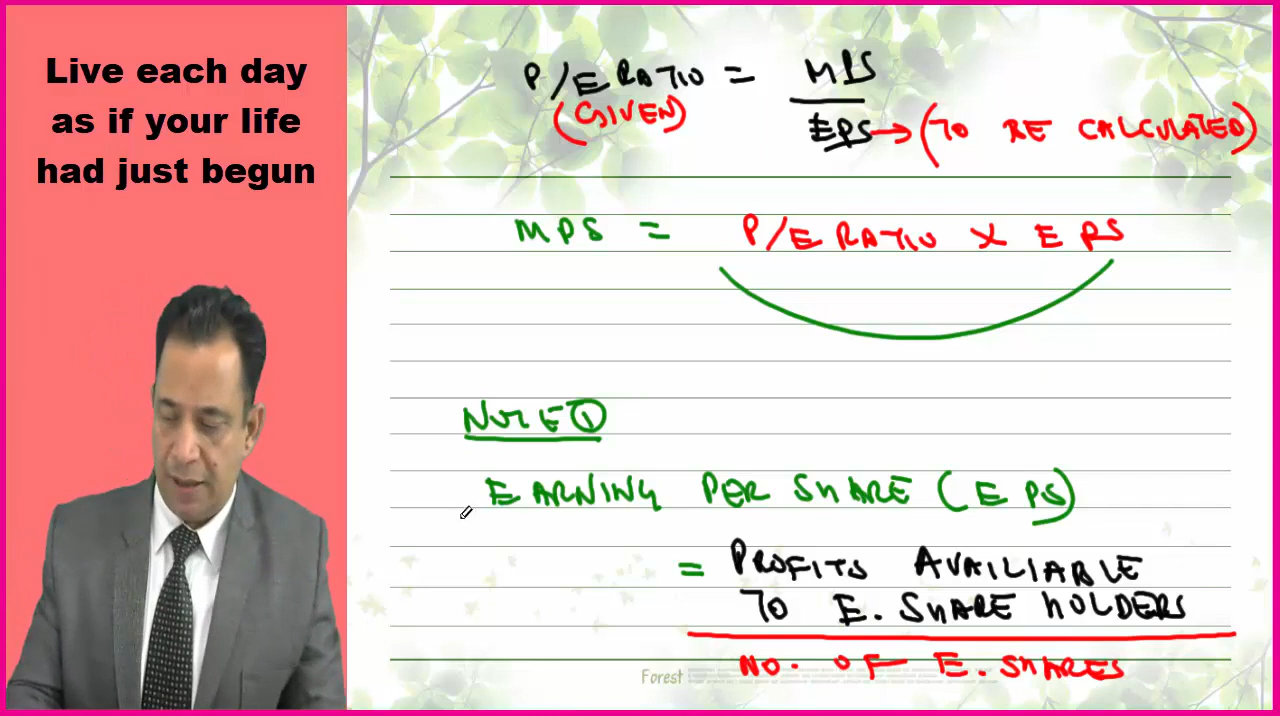 Live each day
as if your life
had just begun
P/E RATIO = MPS
(GIVEN) EPS → (TO BE CALCULATED)
MPS = P/E RATIO X EPS
NOTE ①
EARNING PER SHARE (EPS)
= PROFITS AVAILIABLE
TO E. SHARE HOLDERS
NO. OF E. SHARES
Forest